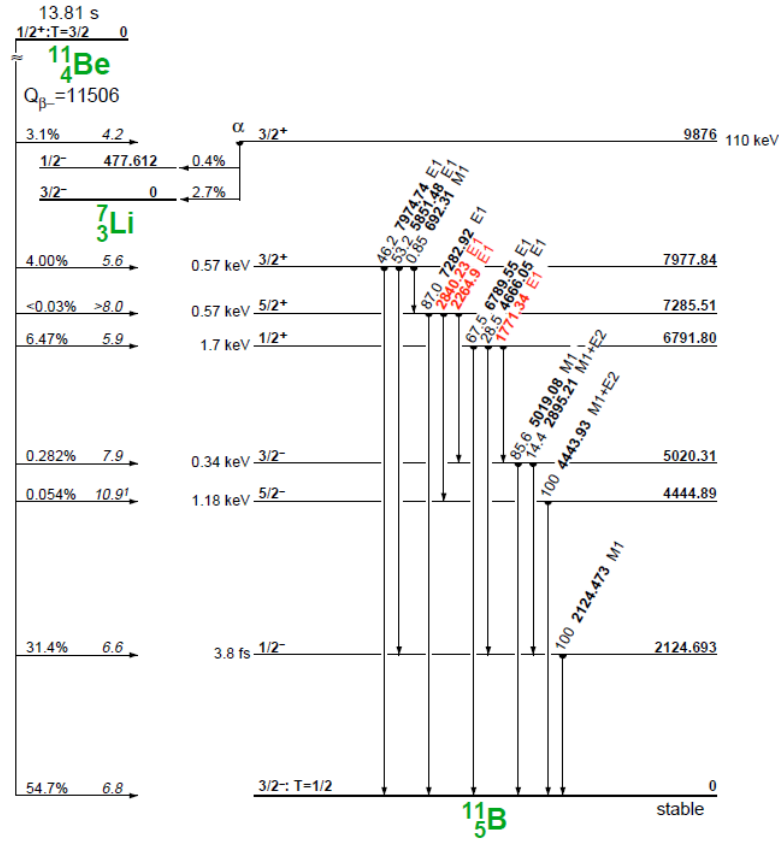 13.81 s
1/2+:T=3/2 0
11 4 Be
Qβ−=11506
3.1% 4.2
α 3/2+ 9876 110 keV
1/2− 477.612 0.4%
3/2− 0 2.7%
7 3 Li
46.2 7974.74 E1
53.2 5851.48 E1
0.85 692.31 M1
4.00% 5.6 0.57 keV 3/2+ 7977.84
87.0 7282.92 E1
2840.23 E1
2264.9 E1
<0.03% >8.0 0.57 keV 5/2+ 7285.51
67.5 6789.55 E1
28.5 4666.05 E1
1771.34 E1
6.47% 5.9 1.7 keV 1/2+ 6791.80
85.6 5019.08 M1
14.4 2895.21 M1+E2
0.282% 7.9 0.34 keV 3/2− 5020.31
100 4443.93 M1+E2
0.054% 10.9¹ 1.18 keV 5/2− 4444.89
100 2124.473 M1
31.4% 6.6 3.8 fs 1/2− 2124.693
54.7% 6.8 3/2−: T=1/2 0
11 5 B
stable